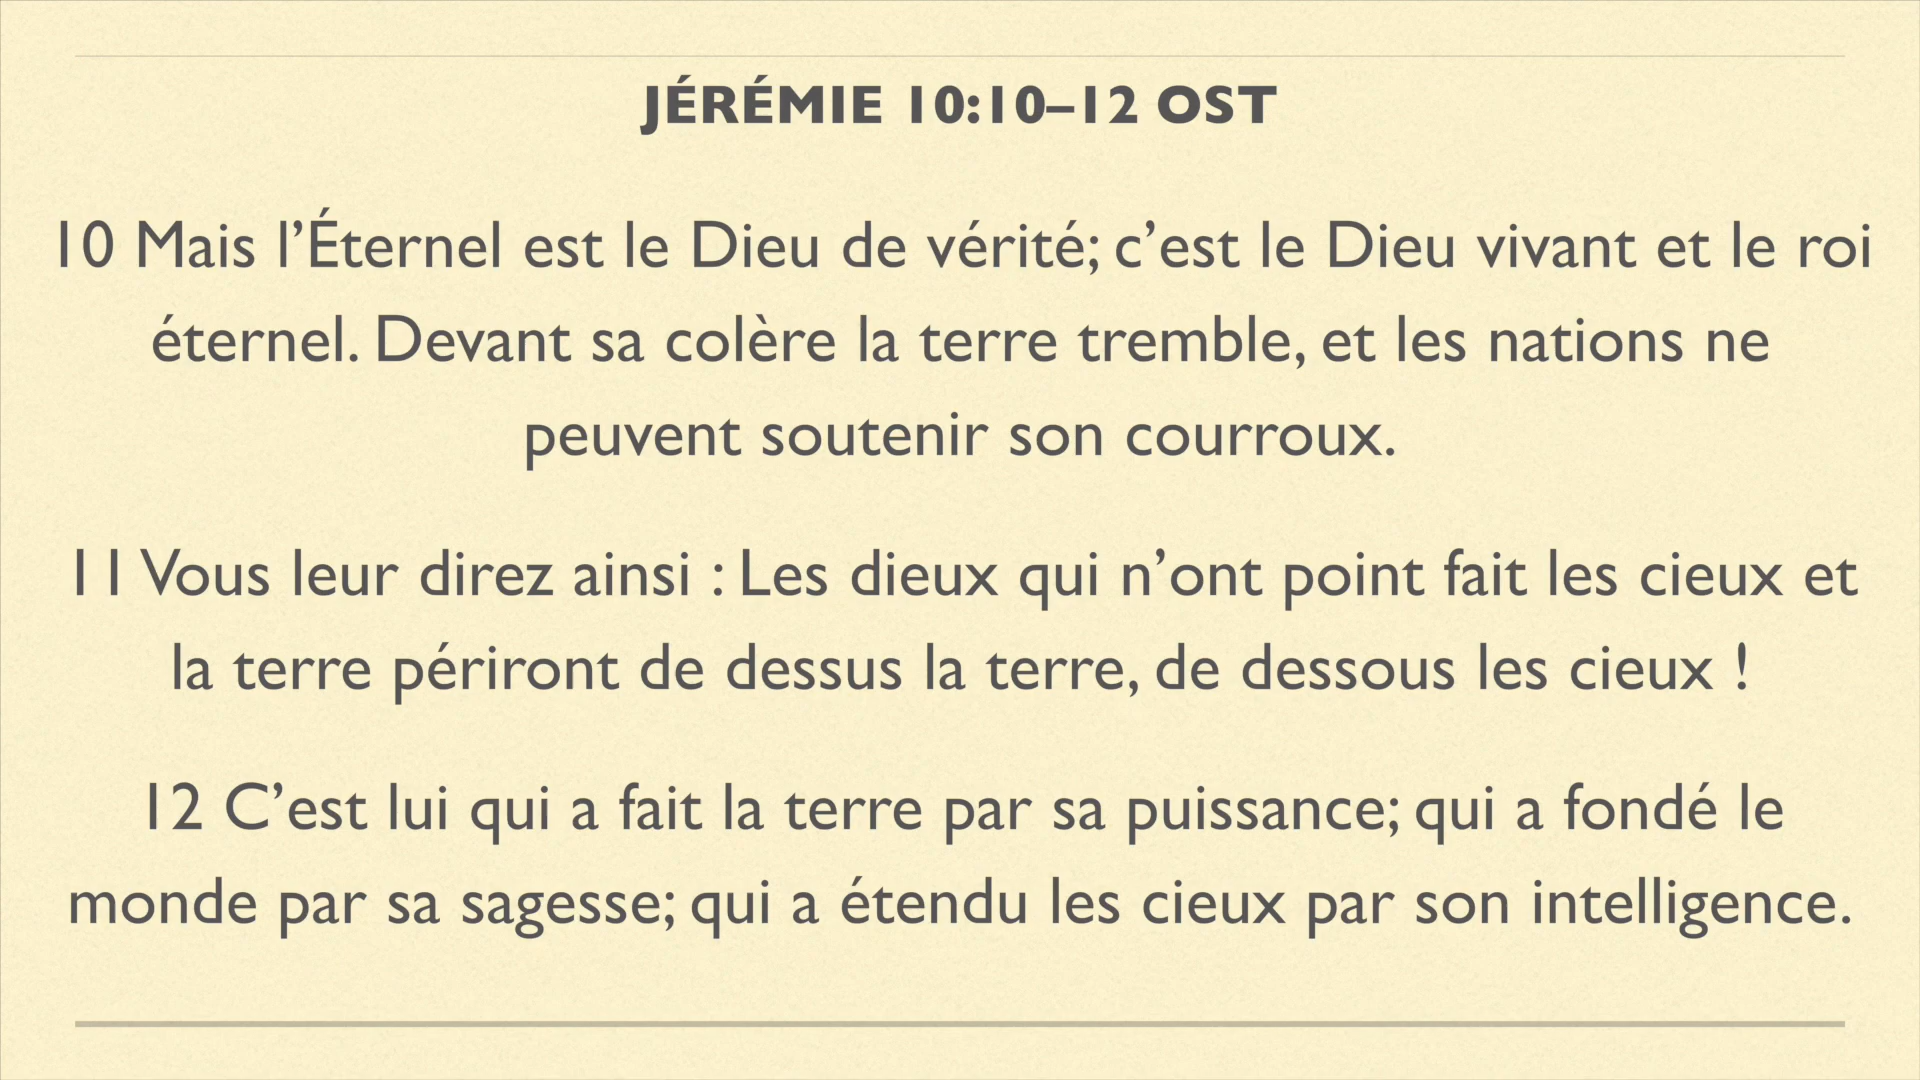 JÉRÉMIE 10:10–12 OST
10 Mais l’Éternel est le Dieu de vérité; c’est le Dieu vivant et le roi
éternel. Devant sa colère la terre tremble, et les nations ne
peuvent soutenir son courroux.
11 Vous leur direz ainsi : Les dieux qui n’ont point fait les cieux et
la terre périront de dessus la terre, de dessous les cieux !
12 C’est lui qui a fait la terre par sa puissance; qui a fondé le
monde par sa sagesse; qui a étendu les cieux par son intelligence.